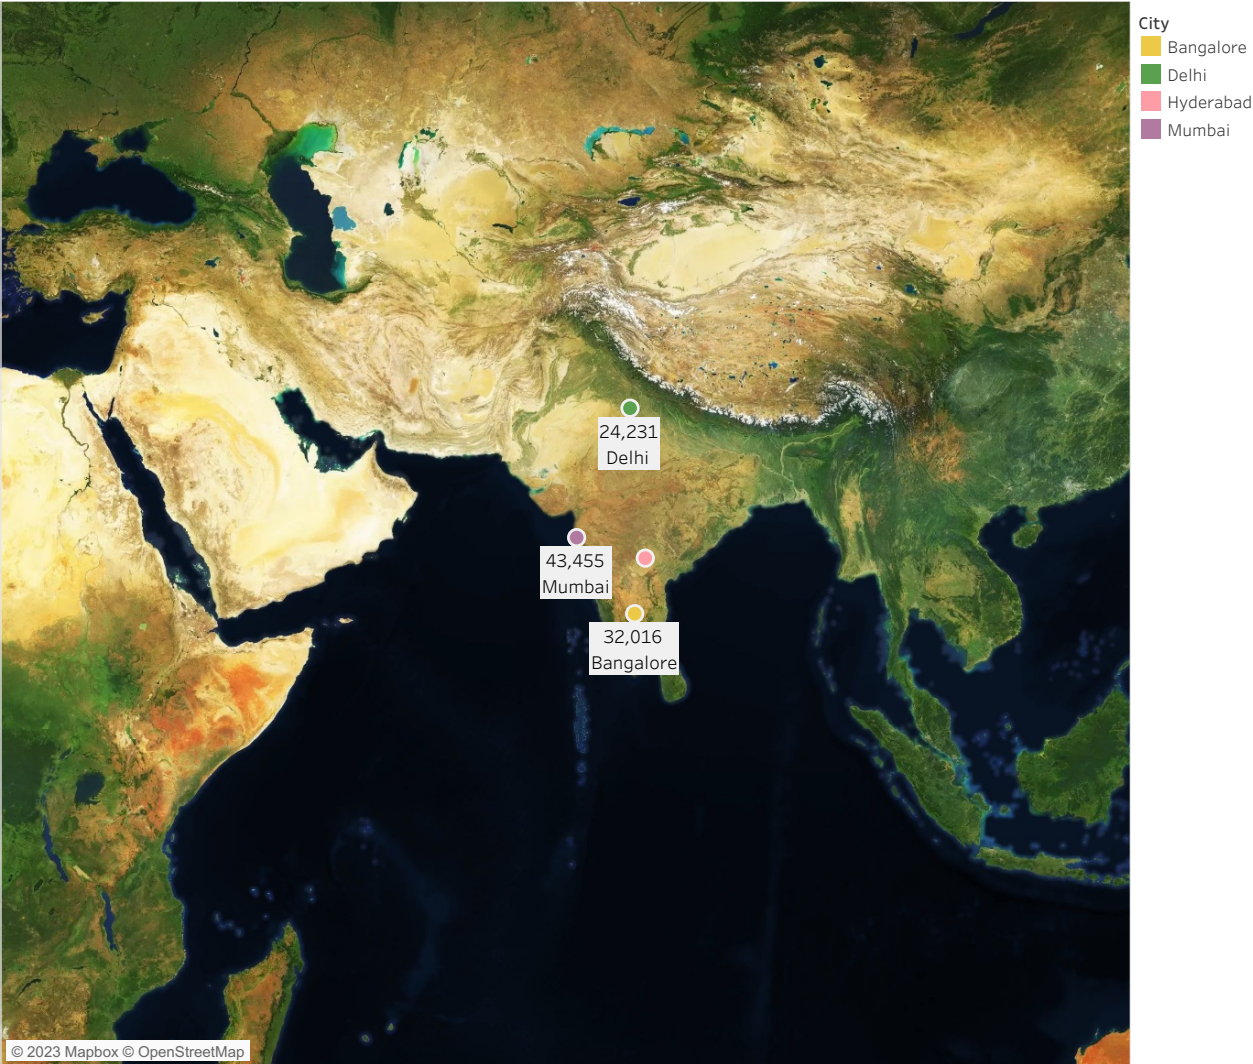 City
Bangalore
Delhi
Hyderabad
Mumbai
24,231
Delhi
43,455
Mumbai
32,016
Bangalore
© 2023 Mapbox © OpenStreetMap